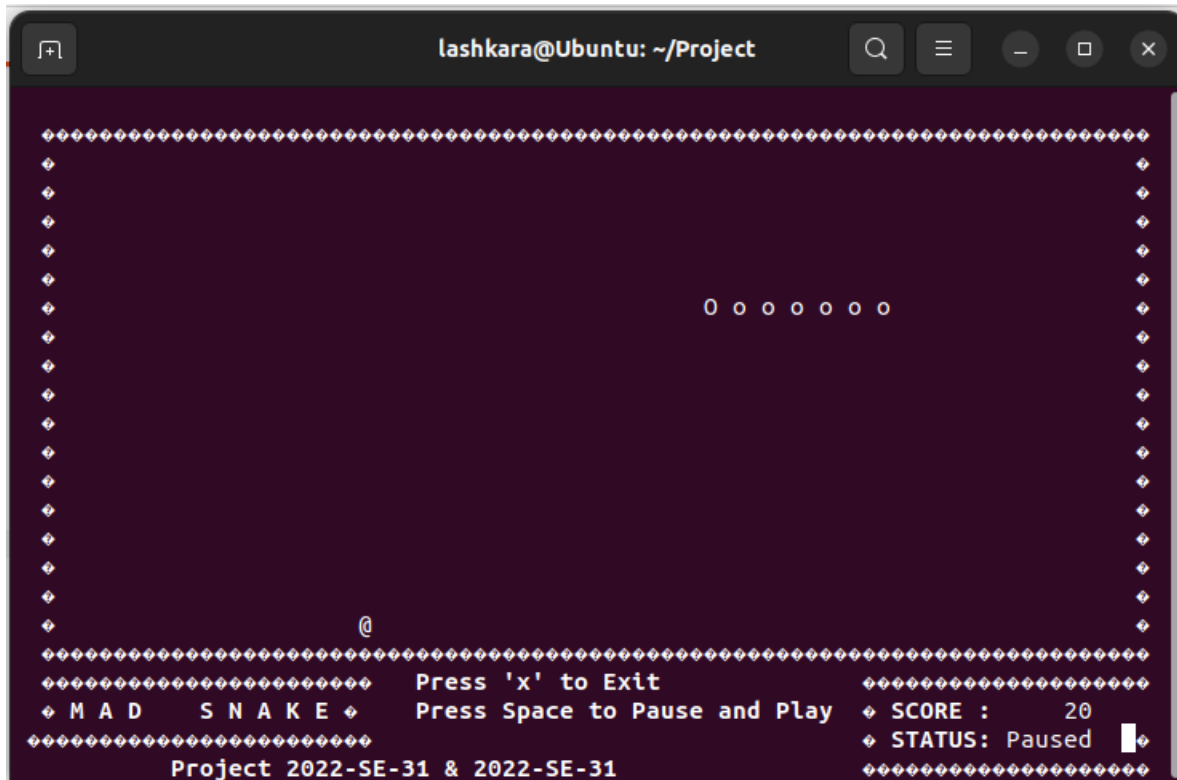 lashkara@Ubuntu: ~/Project
O o o o o o o
@
Press 'x' to Exit
M A D S N A K E Press Space to Pause and Play SCORE : 20
STATUS: Paused
Project 2022-SE-31 & 2022-SE-31